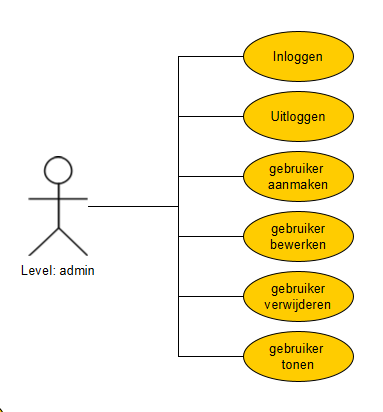 Inloggen
Uitloggen
gebruiker
aanmaken
gebruiker
bewerken
gebruiker
verwijderen
gebruiker
tonen
Level: admin